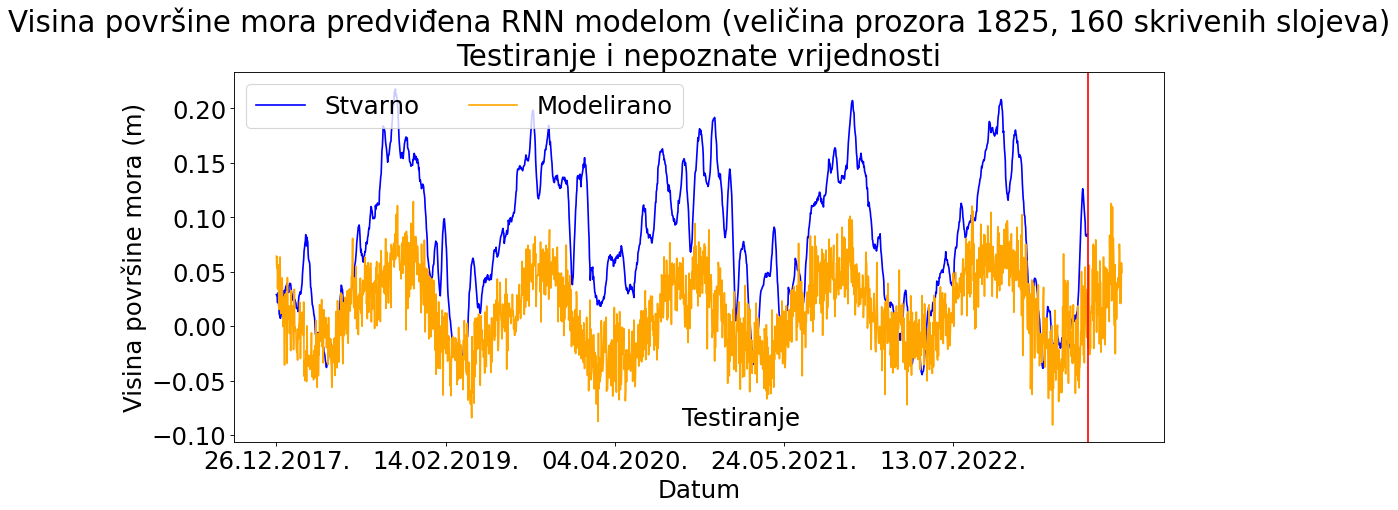 Visina površine mora predviđena RNN modelom (veličina prozora 1825, 160 skrivenih slojeva)
Testiranje i nepoznate vrijednosti
Stvarno
Modelirano
Visina površine mora (m)
0.20
0.15
0.10
0.05
0.00
−0.05
−0.10
Testiranje
26.12.2017.
14.02.2019.
04.04.2020.
24.05.2021.
13.07.2022.
Datum